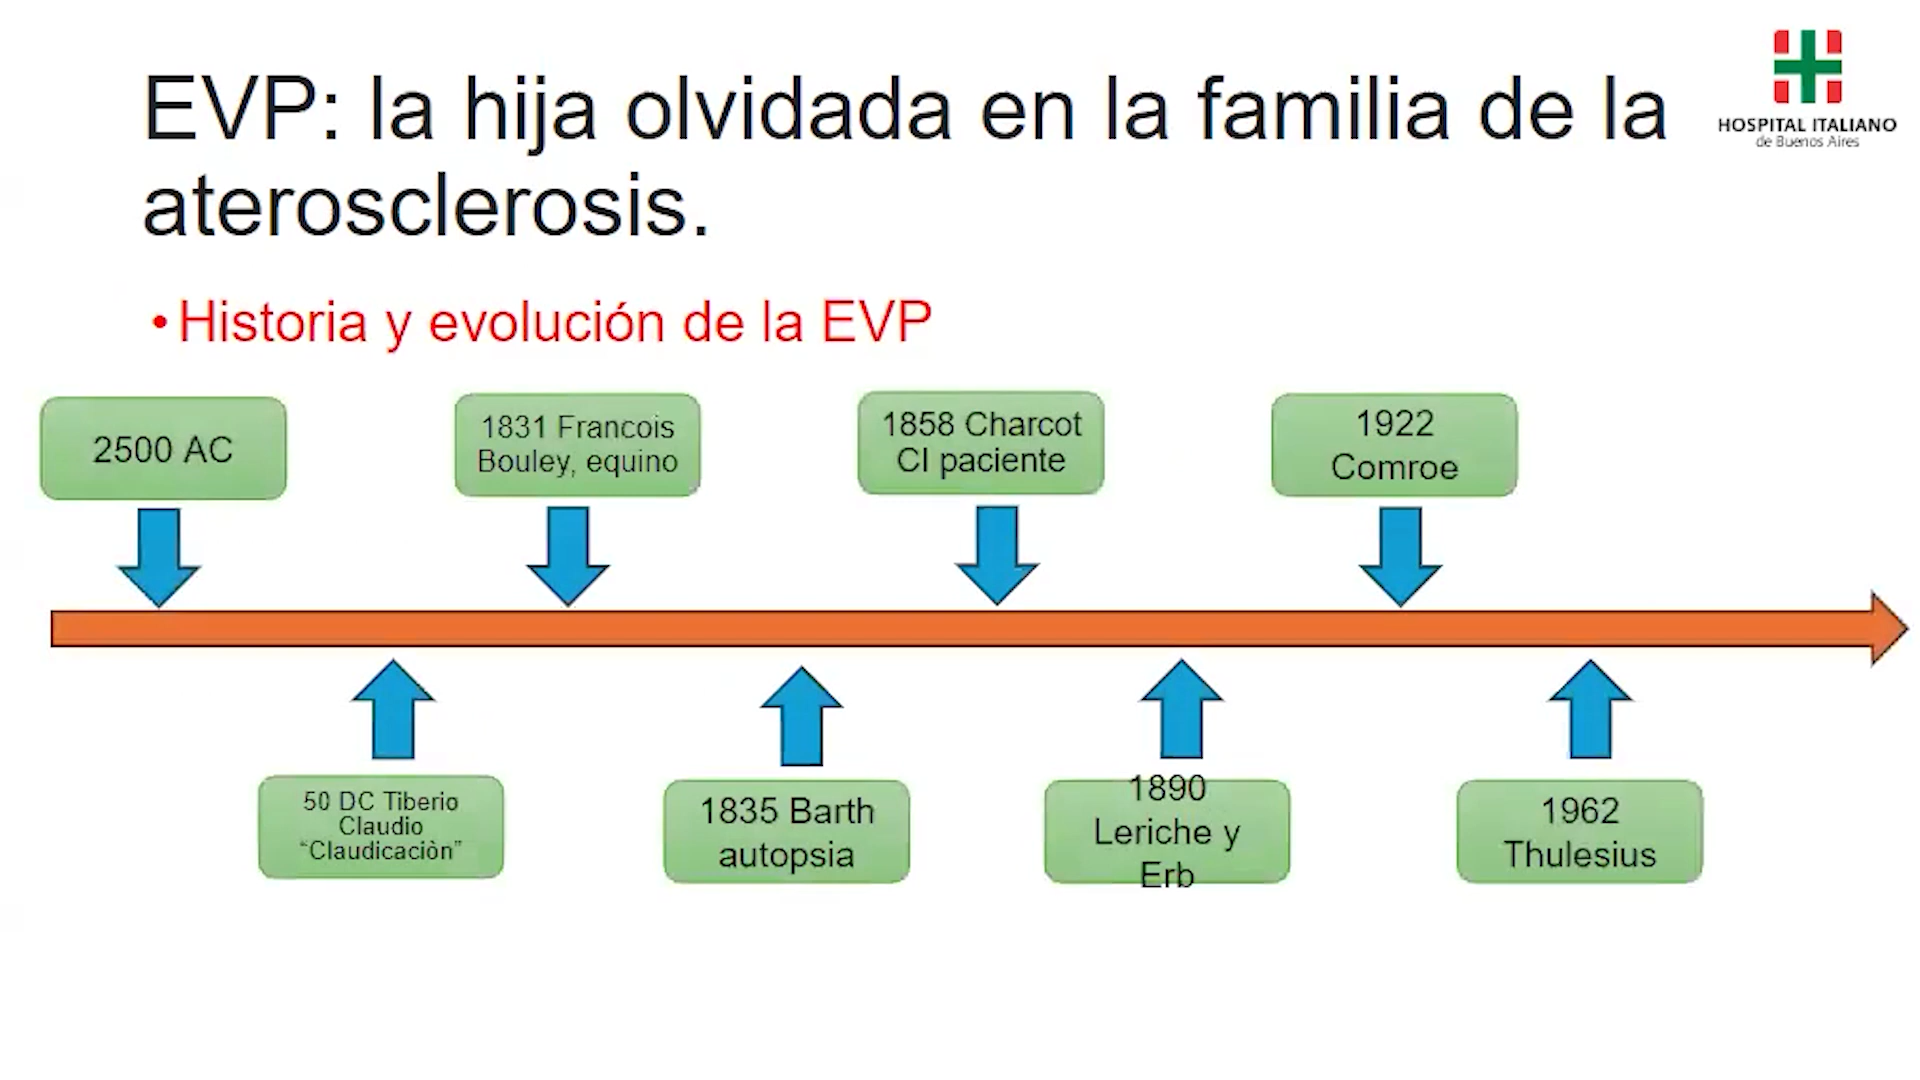 EVP: la hija olvidada en la familia de la
aterosclerosis.
HOSPITAL ITALIANO
de Buenos Aires
• Historia y evolución de la EVP
2500 AC
1831 Francois
Bouley, equino
1858 Charcot
CI paciente
1922
Comroe
50 DC Tiberio
Claudio
“Claudicaciòn”
1835 Barth
autopsia
1890
Leriche y
Erb
1962
Thulesius